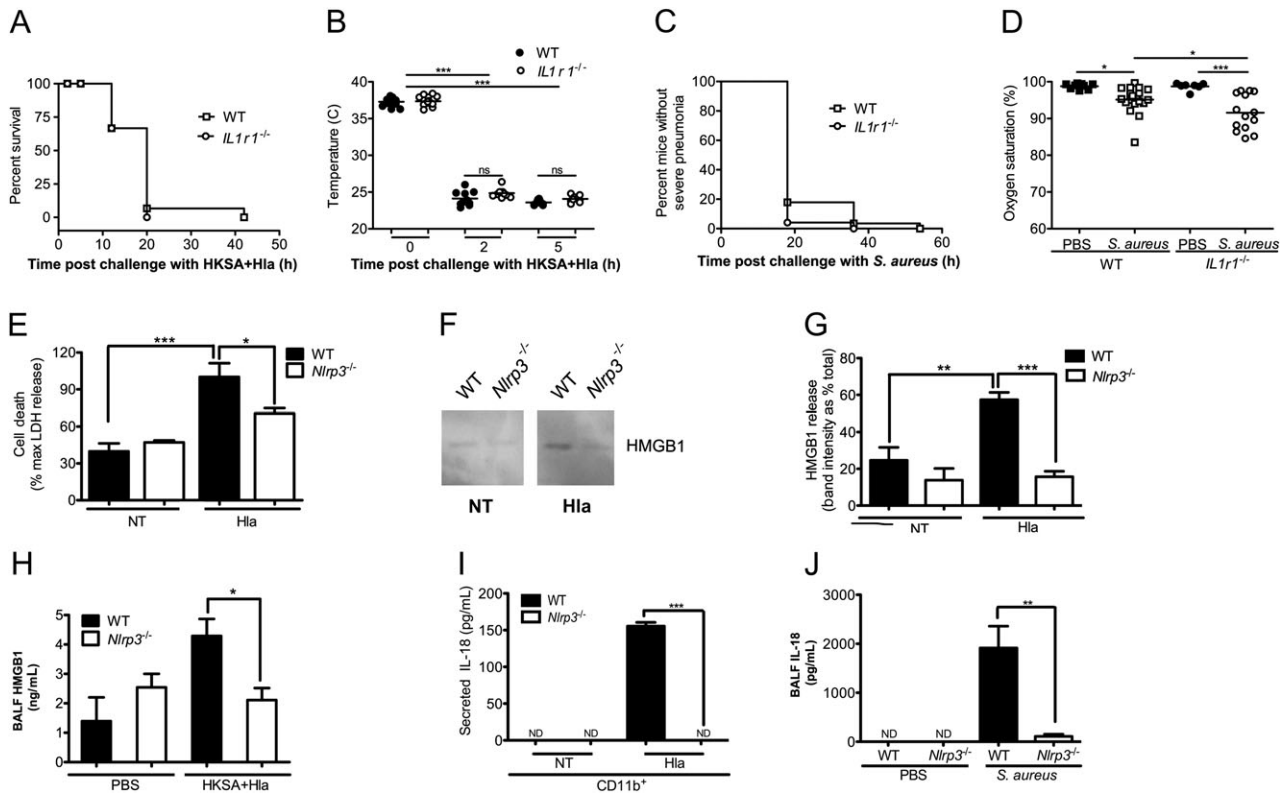 A
Percent survival
100
75
50
25
0
0 10 20 30 40 50
Time post challenge with HKSA+Hla (h)
WT
IL1r1-/-
B
WT
IL1r1-/-
***
***
ns
ns
Temperature (C)
40
35
30
25
20
0 2 5
Time post challenge with HKSA+Hla (h)
C
Percent mice without
severe pneumonia
100
80
60
40
20
0
0 20 40 60
Time post challenge with S. aureus (h)
WT
IL1r1-/-
D
*
* ***
Oxygen saturation (%)
100
90
80
70
60
PBS S. aureus PBS S. aureus
WT IL1r1-/-
E
Cell death
(% max LDH release)
120
90
60
30
0
*** *
WT
Nlrp3-/-
NT Hla
F
WT Nlrp3-/- WT Nlrp3-/-
HMGB1
NT Hla
G
HMGB1 release
(band intensity as % total)
80
60
40
20
0
** ***
WT
Nlrp3-/-
NT Hla
H
BALF HMGB1
(ng/mL)
5
4
3
2
1
0
WT
Nlrp3-/-
*
PBS HKSA+Hla
I
Secreted IL-18 (pg/mL)
200
150
100
50
0
WT
Nlrp3-/-
***
ND ND ND
NT Hla
CD11b+
J
BALF IL-18
(pg/mL)
3000
2000
1000
0
**
ND ND
WT Nlrp3-/- WT Nlrp3-/-
PBS S. aureus